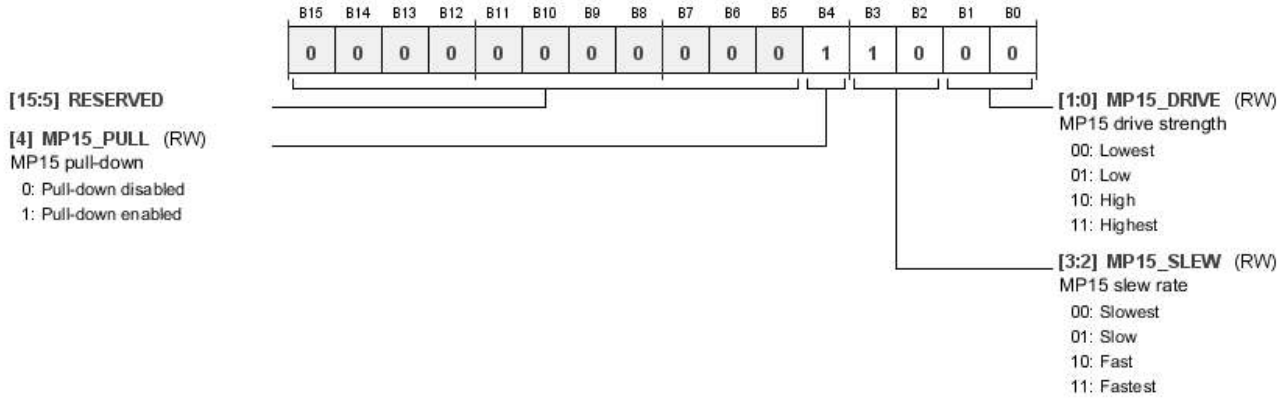 B15 B14 B13 B12 B11 B10 B9 B8 B7 B6 B5 B4 B3 B2 B1 B0
0 0 0 0 0 0 0 0 0 0 0 1 1 0 0 0
[15:5] RESERVED
[4] MP15_PULL (RW)
MP15 pull-down
0: Pull-down disabled
1: Pull-down enabled
[1:0] MP15_DRIVE (RW)
MP15 drive strength
00: Lowest
01: Low
10: High
11: Highest
[3:2] MP15_SLEW (RW)
MP15 slew rate
00: Slowest
01: Slow
10: Fast
11: Fastest